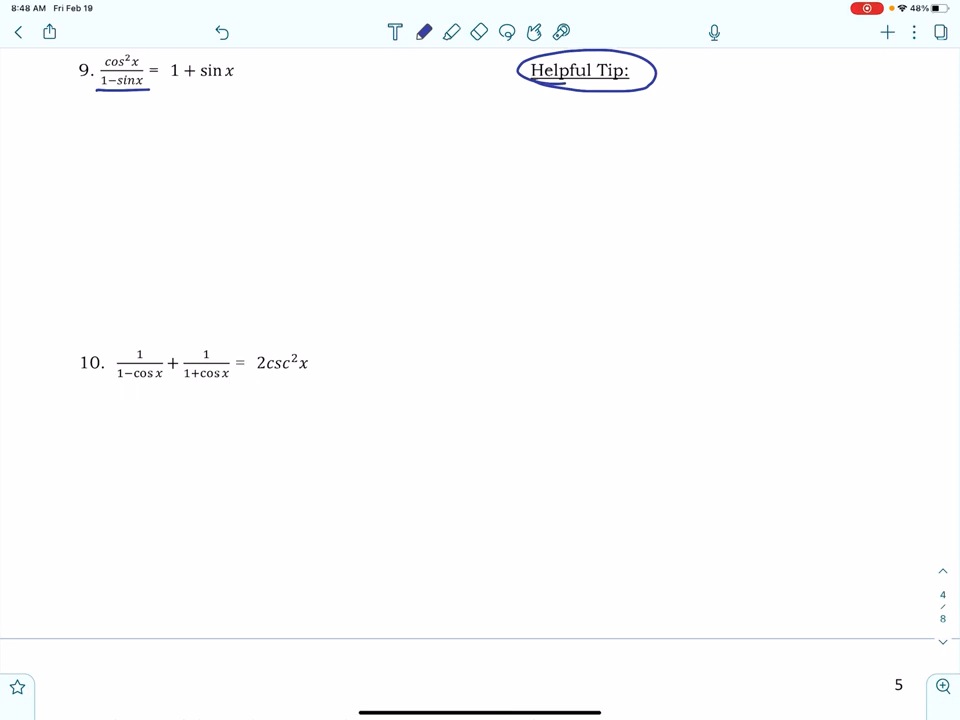 8:48 AM Fri Feb 19
48%
9. cos²x / 1−sinx = 1 + sin x
Helpful Tip:
10. 1 / 1−cos x + 1 / 1+cos x = 2csc²x
4
/
8
5